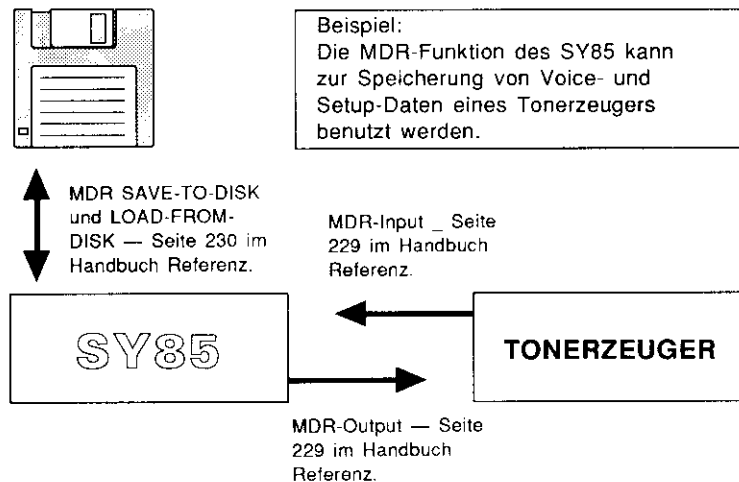 Beispiel:
Die MDR-Funktion des SY85 kann
zur Speicherung von Voice- und
Setup-Daten eines Tonerzeugers
benutzt werden.
MDR SAVE-TO-DISK
und LOAD-FROM-
DISK — Seite 230 im
Handbuch Referenz.
MDR-Input _ Seite
229 im Handbuch
Referenz.
SY85
TONERZEUGER
MDR-Output — Seite
229 im Handbuch
Referenz.